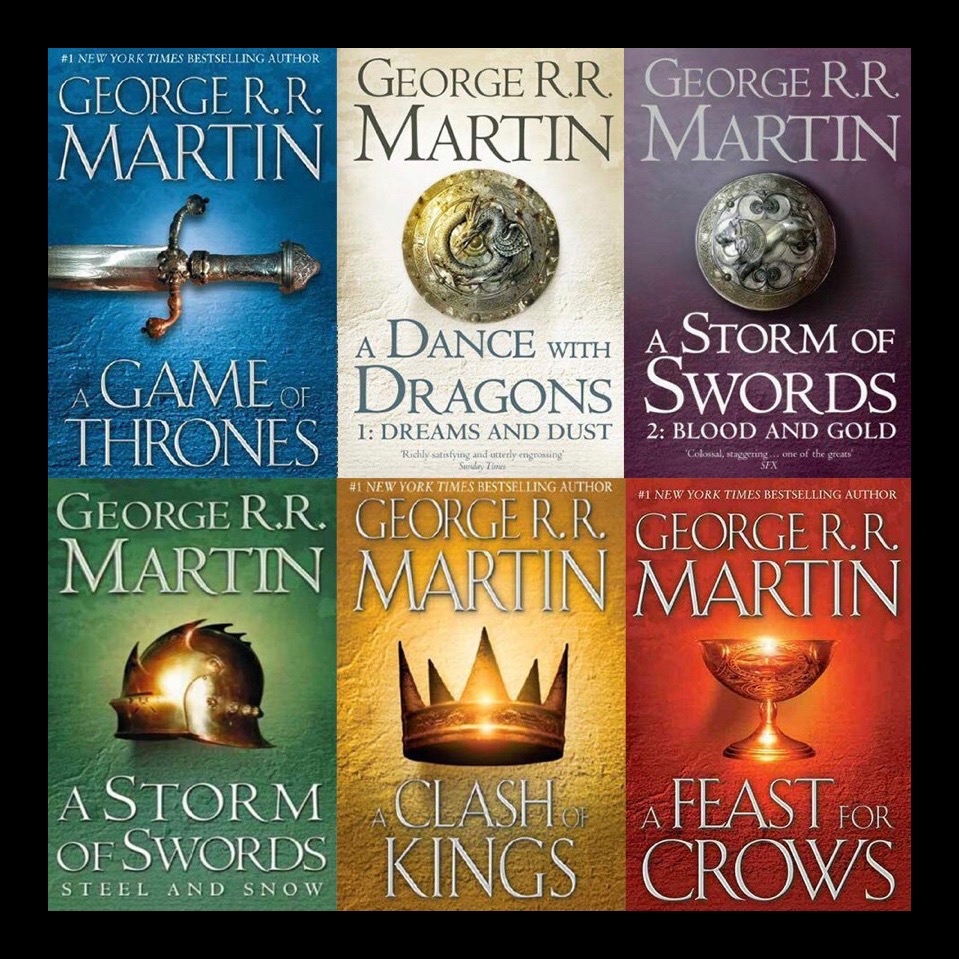 #1 NEW YORK TIMES BESTSELLING AUTHOR
GEORGE R.R.
MARTIN
A GAME OF
THRONES
GEORGE R.R.
MARTIN
A DANCE WITH
DRAGONS
1: DREAMS AND DUST
'Richly satisfying and utterly engrossing'
Sunday Times
GEORGE R.R.
MARTIN
A STORM OF
SWORDS
2: BLOOD AND GOLD
'Colossal, staggering... one of the greats'
SFX
GEORGE R.R.
MARTIN
A STORM
OF SWORDS
STEEL AND SNOW
#1 NEW YORK TIMES BESTSELLING AUTHOR
GEORGE R.R.
MARTIN
A CLASH OF
KINGS
#1 NEW YORK TIMES BESTSELLING AUTHOR
GEORGE R.R.
MARTIN
A FEAST FOR
CROWS